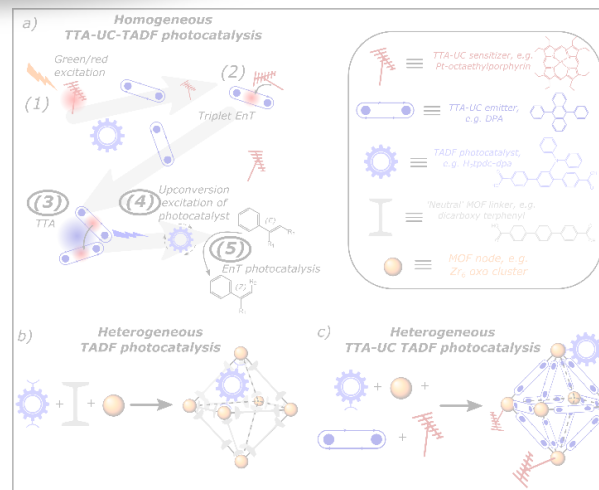 a)
Homogeneous
TTA-UC-TADF photocatalysis
Green/red
excitation
(1)
(2)
Triplet EnT
(3)
TTA
(4)
Upconversion
excitation of
photocatalyst
(5)
(E)
EnT photocatalysis
(Z)
TTA-UC sensitizer, e.g.
Pt-octaethylporphyrin
TTA-UC emitter,
e.g. DPA
TADF photocatalyst,
e.g. H₂tpdc-dpa
'Neutral' MOF linker, e.g.
dicarboxy terphenyl
MOF node, e.g.
Zr₆ oxo cluster
b)
Heterogeneous
TADF photocatalysis
+
+
c)
Heterogeneous
TTA-UC TADF photocatalysis
+
+
+